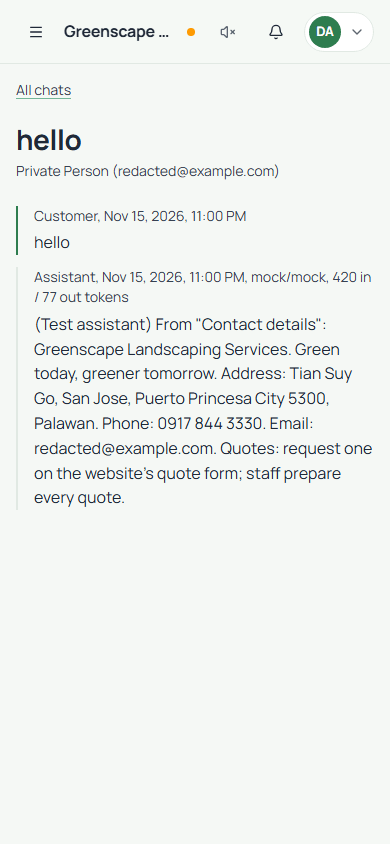 Greenscape ...
DA
All chats
hello
Private Person (redacted@example.com)
Customer, Nov 15, 2026, 11:00 PM
hello
Assistant, Nov 15, 2026, 11:00 PM, mock/mock, 420 in
/ 77 out tokens
(Test assistant) From "Contact details":
Greenscape Landscaping Services. Green
today, greener tomorrow. Address: Tian Suy
Go, San Jose, Puerto Princesa City 5300,
Palawan. Phone: 0917 844 3330. Email:
redacted@example.com. Quotes: request one
on the website's quote form; staff prepare
every quote.